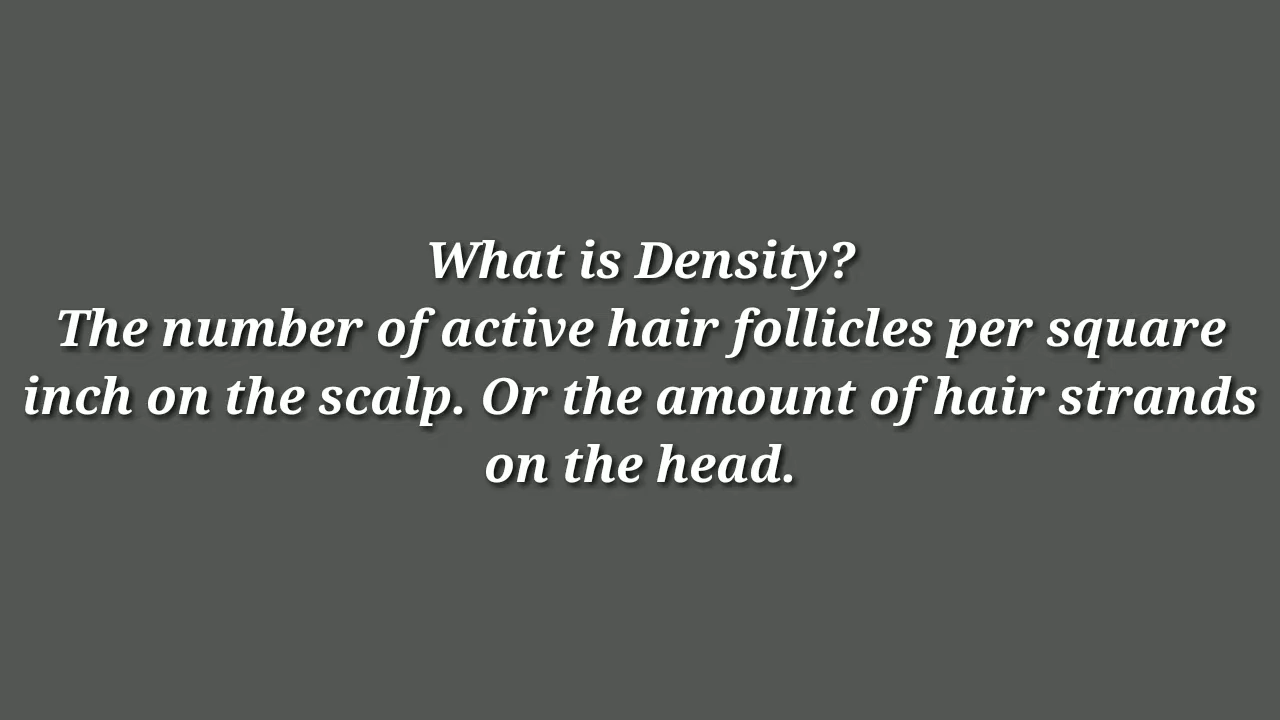 What is Density?
The number of active hair follicles per square
inch on the scalp. Or the amount of hair strands
on the head.